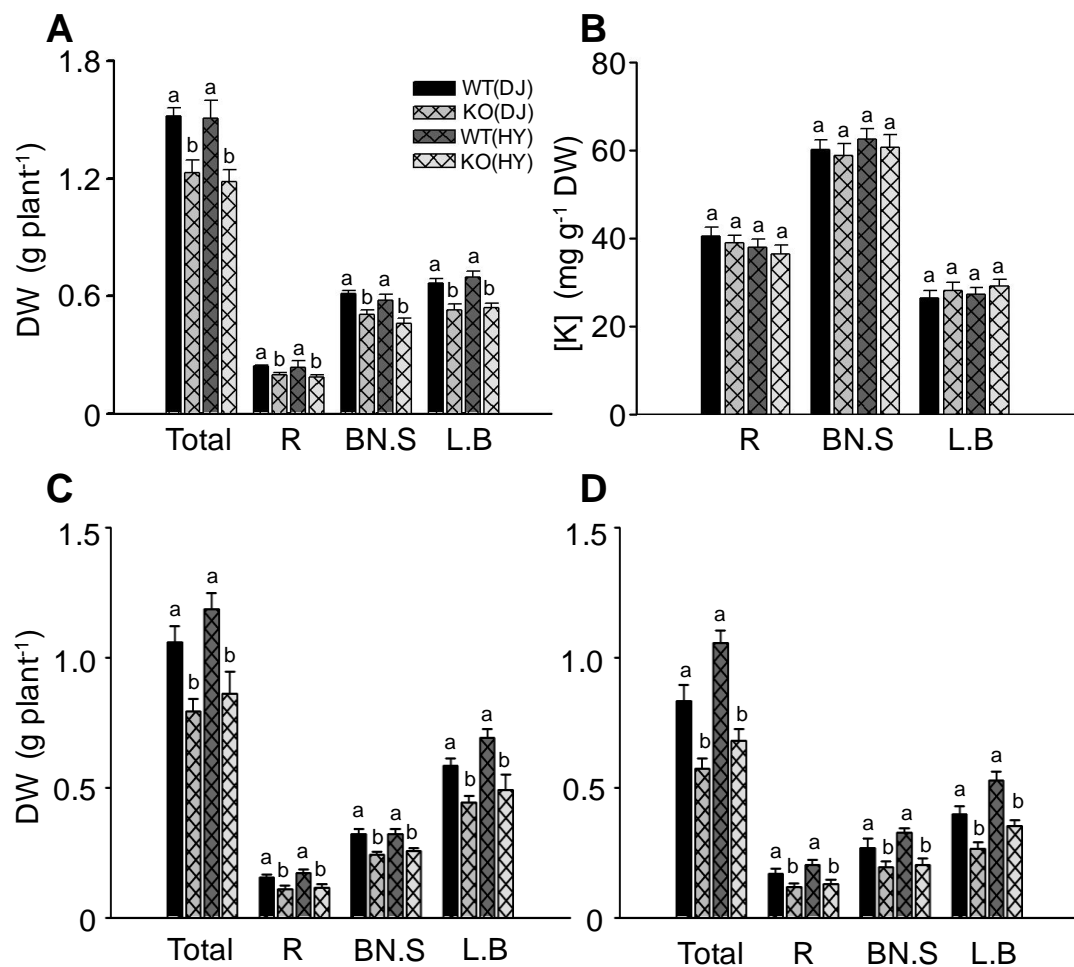 A
DW (g plant⁻¹)
1.8
1.2
0.6
0
a b a b
a b a b
a b a b
a b a b
WT(DJ)
KO(DJ)
WT(HY)
KO(HY)
Total R BN.S L.B
B
[K] (mg g⁻¹ DW)
80
60
40
20
0
a a a a
a a a a
a a a a
R BN.S L.B
C
DW (g plant⁻¹)
1.5
1.0
0.5
0
a b a b
a b a b
a b a b
a b a b
Total R BN.S L.B
D
1.5
1.0
0.5
0
a b a b
a b a b
a b a b
a b a b
Total R BN.S L.B